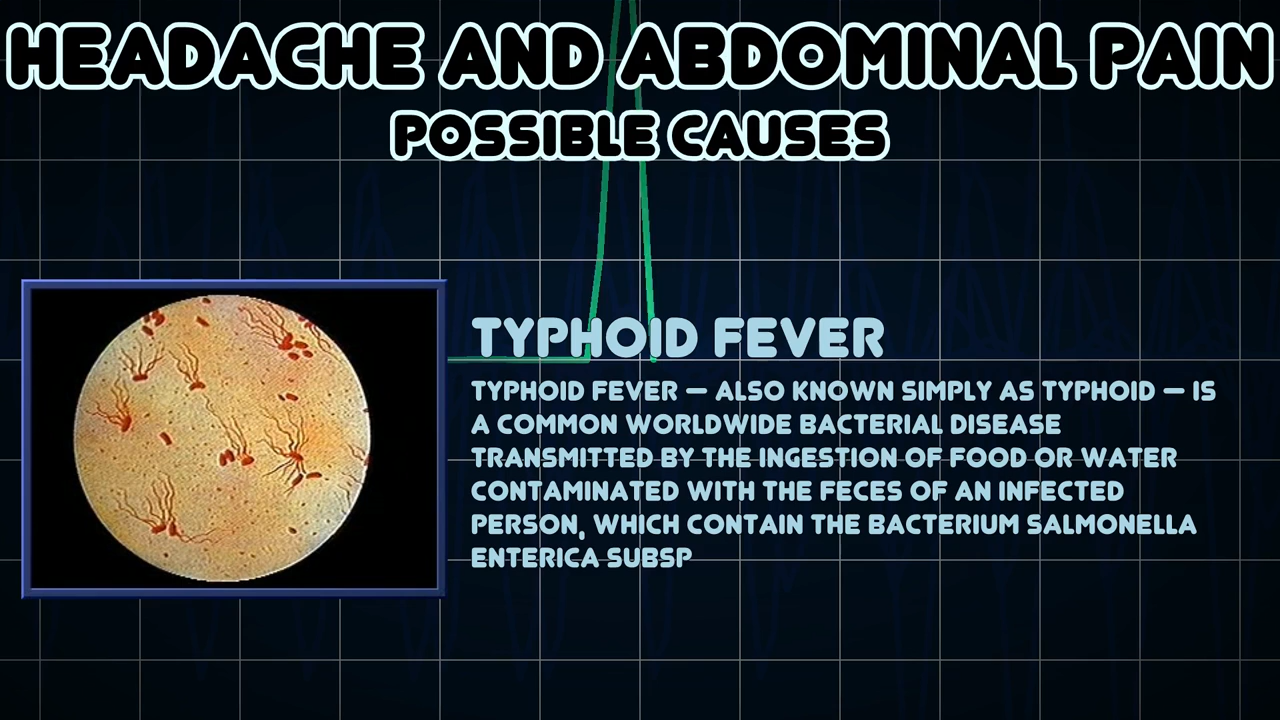 HEADACHE AND ABDOMINAL PAIN
POSSIBLE CAUSES
TYPHOID FEVER
TYPHOID FEVER — ALSO KNOWN SIMPLY AS TYPHOID — IS
A COMMON WORLDWIDE BACTERIAL DISEASE
TRANSMITTED BY THE INGESTION OF FOOD OR WATER
CONTAMINATED WITH THE FECES OF AN INFECTED
PERSON, WHICH CONTAIN THE BACTERIUM SALMONELLA
ENTERICA SUBSP